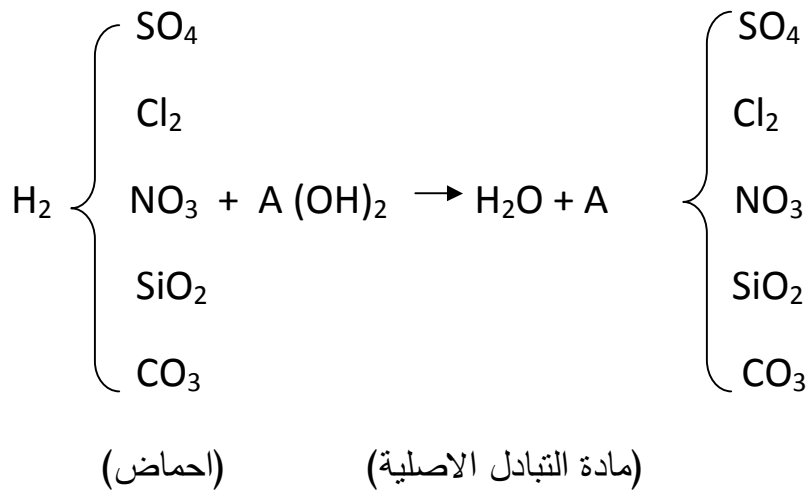 SO₄ SO₄
Cl₂ Cl₂
H₂ { NO₃ + A (OH)₂ → H₂O + A { NO₃
SiO₂ SiO₂
CO₃ CO₃
(احماض) (مادة التبادل الاصلية)